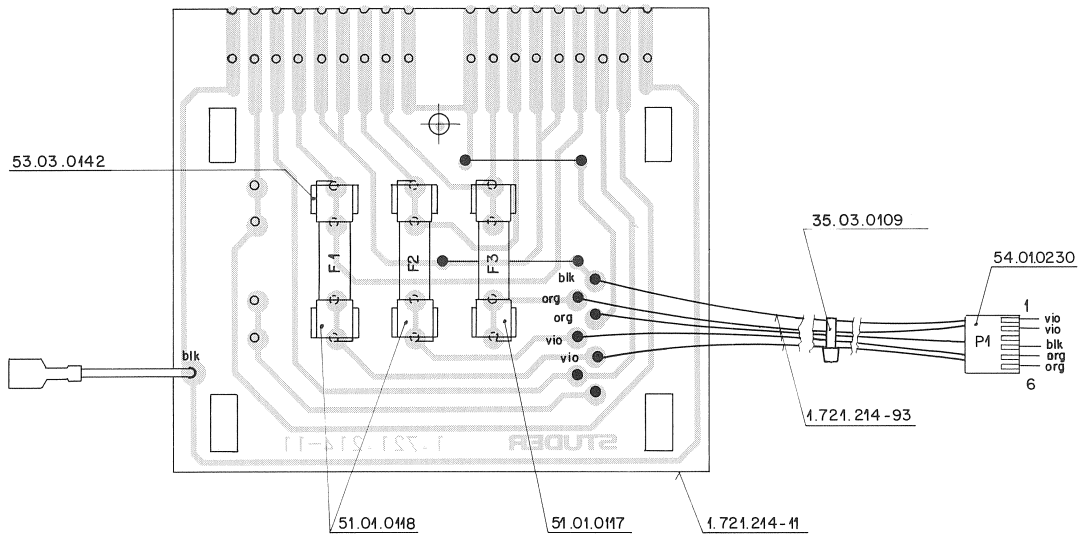 53.03.0142
35.03.0109
54.01.0230
F1
F2
F3
blk
org
org
vio
vio
blk
P1
1
vio
vio
blk
org
org
6
1.721.214-93
1.721.214-11
STUDER
51.01.0118
51.01.0117
1.721.214-11